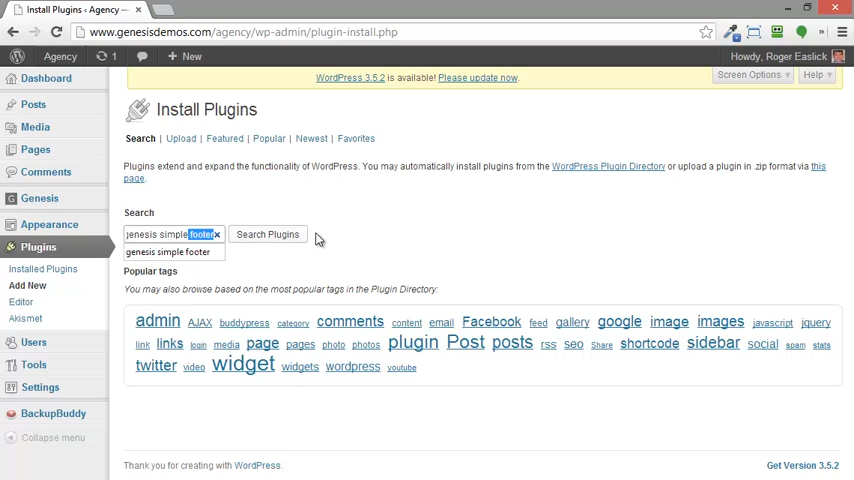 Install Plugins ‹ Agency —
www.genesisdemos.com/agency/wp-admin/plugin-install.php
Agency 1 + New Howdy, Roger Easlick
WordPress 3.5.2 is available! Please update now.
Screen Options Help
Dashboard
Posts
Media
Pages
Comments
Genesis
Appearance
Plugins
Installed Plugins
Add New
Editor
Akismet
Users
Tools
Settings
BackupBuddy
Collapse menu
Install Plugins
Search | Upload | Featured | Popular | Newest | Favorites
Plugins extend and expand the functionality of WordPress. You may automatically install plugins from the WordPress Plugin Directory or upload a plugin in .zip format via this
page.
Search
genesis simple footer × Search Plugins
genesis simple footer
Popular tags
You may also browse based on the most popular tags in the Plugin Directory:
admin AJAX buddypress category comments content email Facebook feed gallery google image images javascript jquery
link links login media page pages photo photos plugin Post posts rss seo Share shortcode sidebar social spam stats
twitter video widget widgets wordpress youtube
Thank you for creating with WordPress.
Get Version 3.5.2